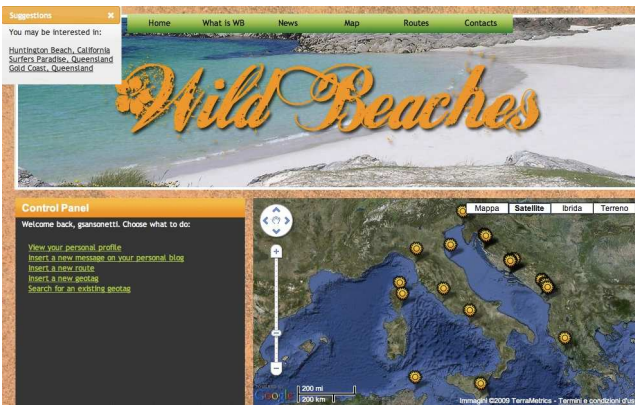 Suggestions x
You may be interested in:
Huntington Beach, California
Surfers Paradise, Queensland
Gold Coast, Queensland
Home What is WB News Map Routes Contacts
Wild Beaches
Control Panel
Welcome back, gsansonetti. Choose what to do:
View your personal profile
Insert a new message on your personal blog
Insert a new route
Insert a new geotag
Search for an existing geotag
Mappa Satellite Ibrida Terreno
200 mi
200 km
Google
Immagini ©2009 TerraMetrics - Termini e condizioni d'us